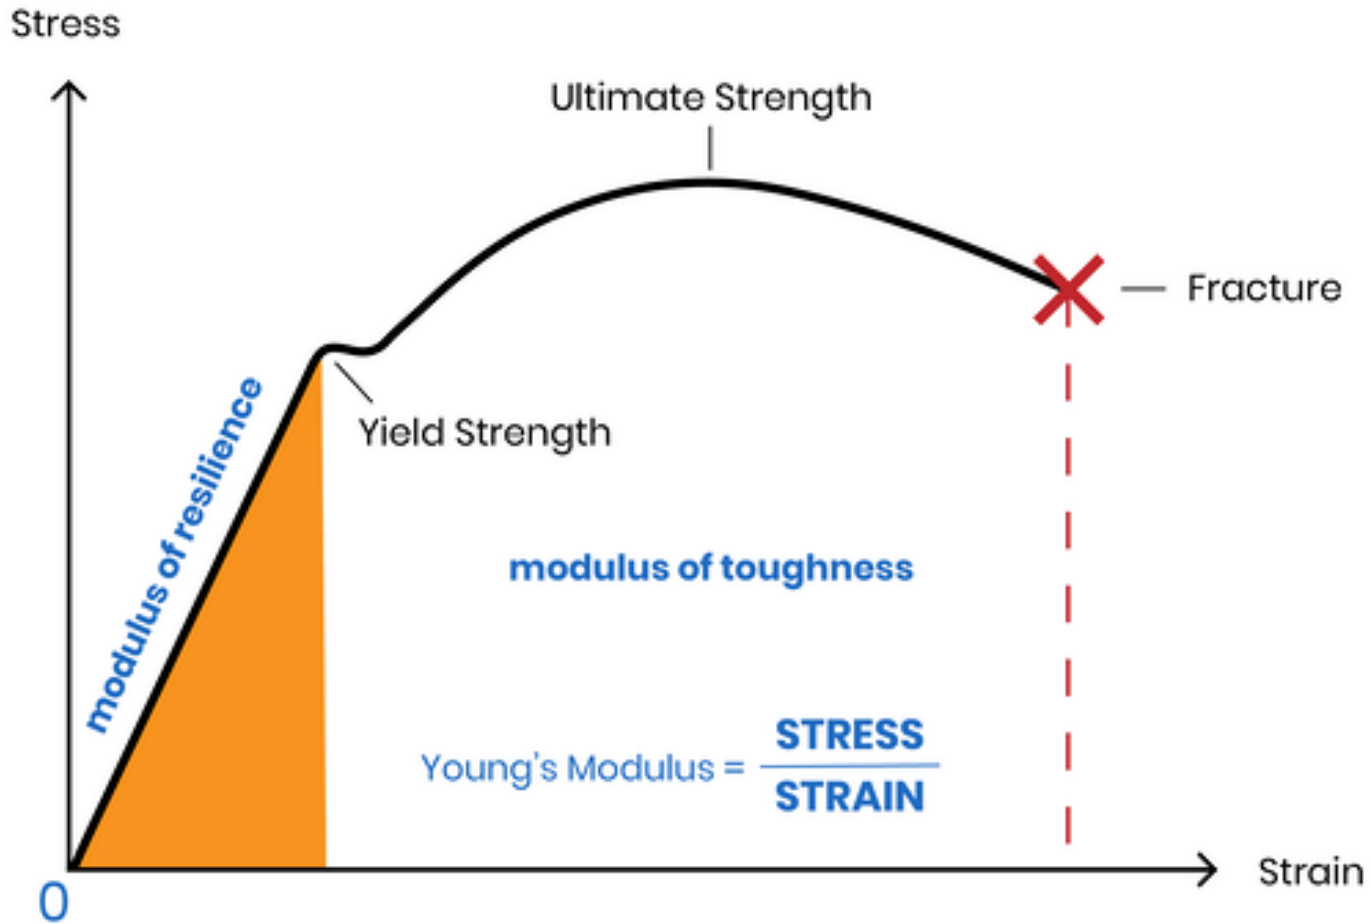 Stress
Ultimate Strength
Fracture
Yield Strength
modulus of resilience
modulus of toughness
Young's Modulus = STRESS
STRAIN
Strain
0